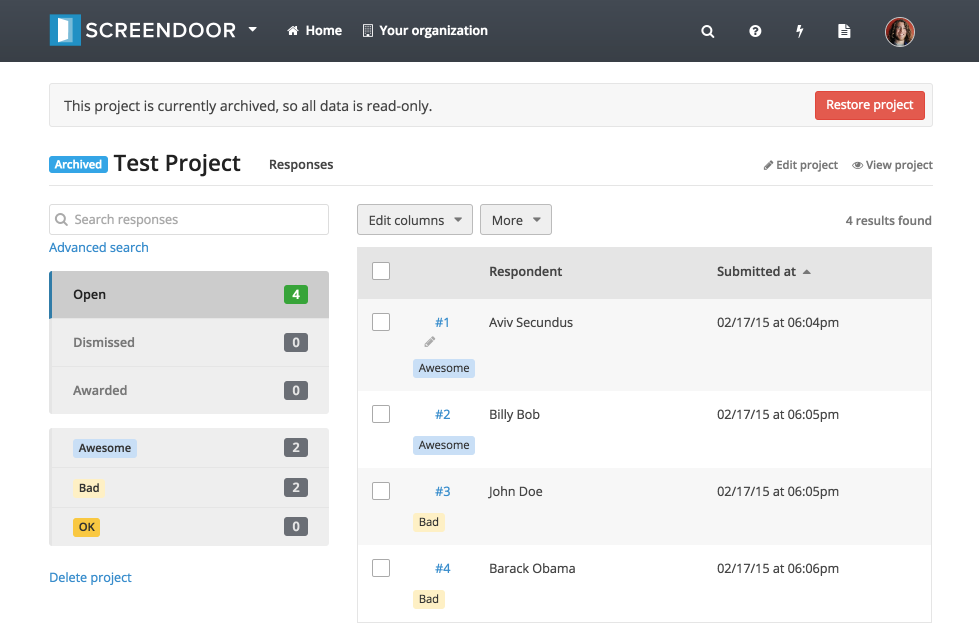 SCREENDOOR Home Your organization
This project is currently archived, so all data is read-only. Restore project
Archived Test Project Responses Edit project View project
Search responses Edit columns More 4 results found
Advanced search
Open 4
Dismissed 0
Awarded 0
Awesome 2
Bad 2
OK 0
Delete project
Respondent Submitted at
#1 Aviv Secundus 02/17/15 at 06:04pm
Awesome
#2 Billy Bob 02/17/15 at 06:05pm
Awesome
#3 John Doe 02/17/15 at 06:05pm
Bad
#4 Barack Obama 02/17/15 at 06:06pm
Bad